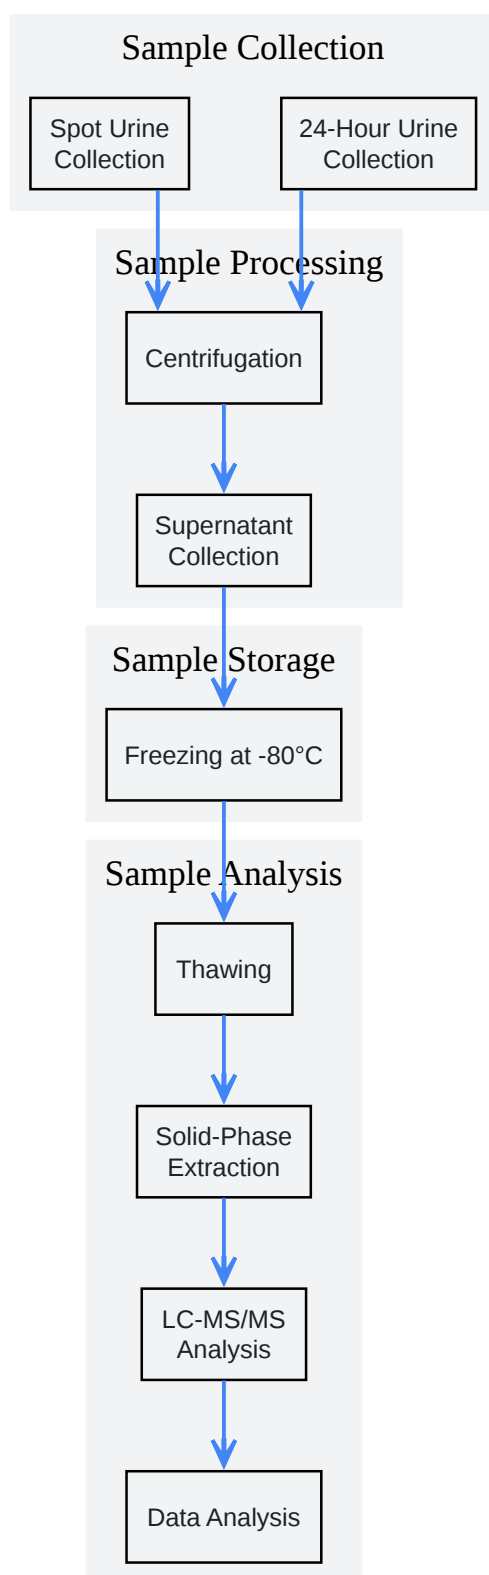 Sample Collection
Spot Urine
Collection
24-Hour Urine
Collection
Sample Processing
Centrifugation
Supernatant
Collection
Sample Storage
Freezing at -80°C
Sample Analysis
Thawing
Solid-Phase
Extraction
LC-MS/MS
Analysis
Data Analysis